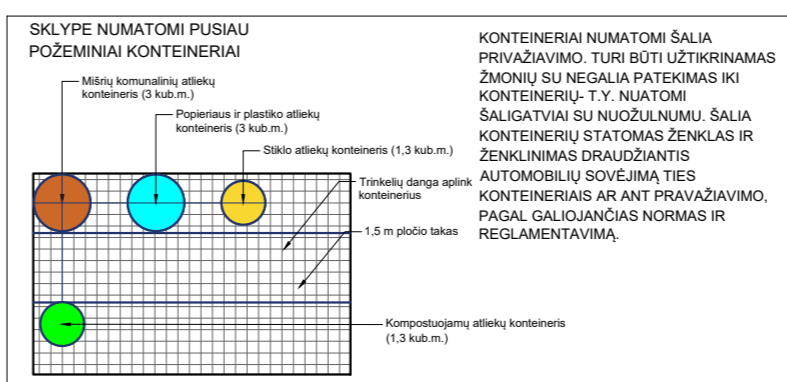 SKLYPE NUMATOMI PUSIAU
POŽEMINIAI KONTEINERIAI
Mišrių komunalinių atliekų
konteineris (3 kub.m.)
Popieriaus ir plastiko atliekų
konteineris (3 kub.m.)
Stiklo atliekų konteineris (1,3 kub.m.)
Trinkelių danga aplink
konteinerius
1,5 m pločio takas
Kompostuojamų atliekų konteineris
(1,3 kub.m.)
KONTEINERIAI NUMATOMI ŠALIA
PRIVAŽIAVIMO. TURI BŪTI UŽTIKRINAMAS
ŽMONIŲ SU NEGALIA PATEKIMAS IKI
KONTEINERIŲ- T.Y. NUATOMI
ŠALIGATVIAI SU NUOŽULNUMU. ŠALIA
KONTEINERIŲ STATOMAS ŽENKLAS IR
ŽENKLINIMAS DRAUDŽIANTIS
AUTOMOBILIŲ SOVĖJIMĄ TIES
KONTEINERIAIS AR ANT PRAVAŽIAVIMO,
PAGAL GALIOJANČIAS NORMAS IR
REGLAMENTAVIMĄ.